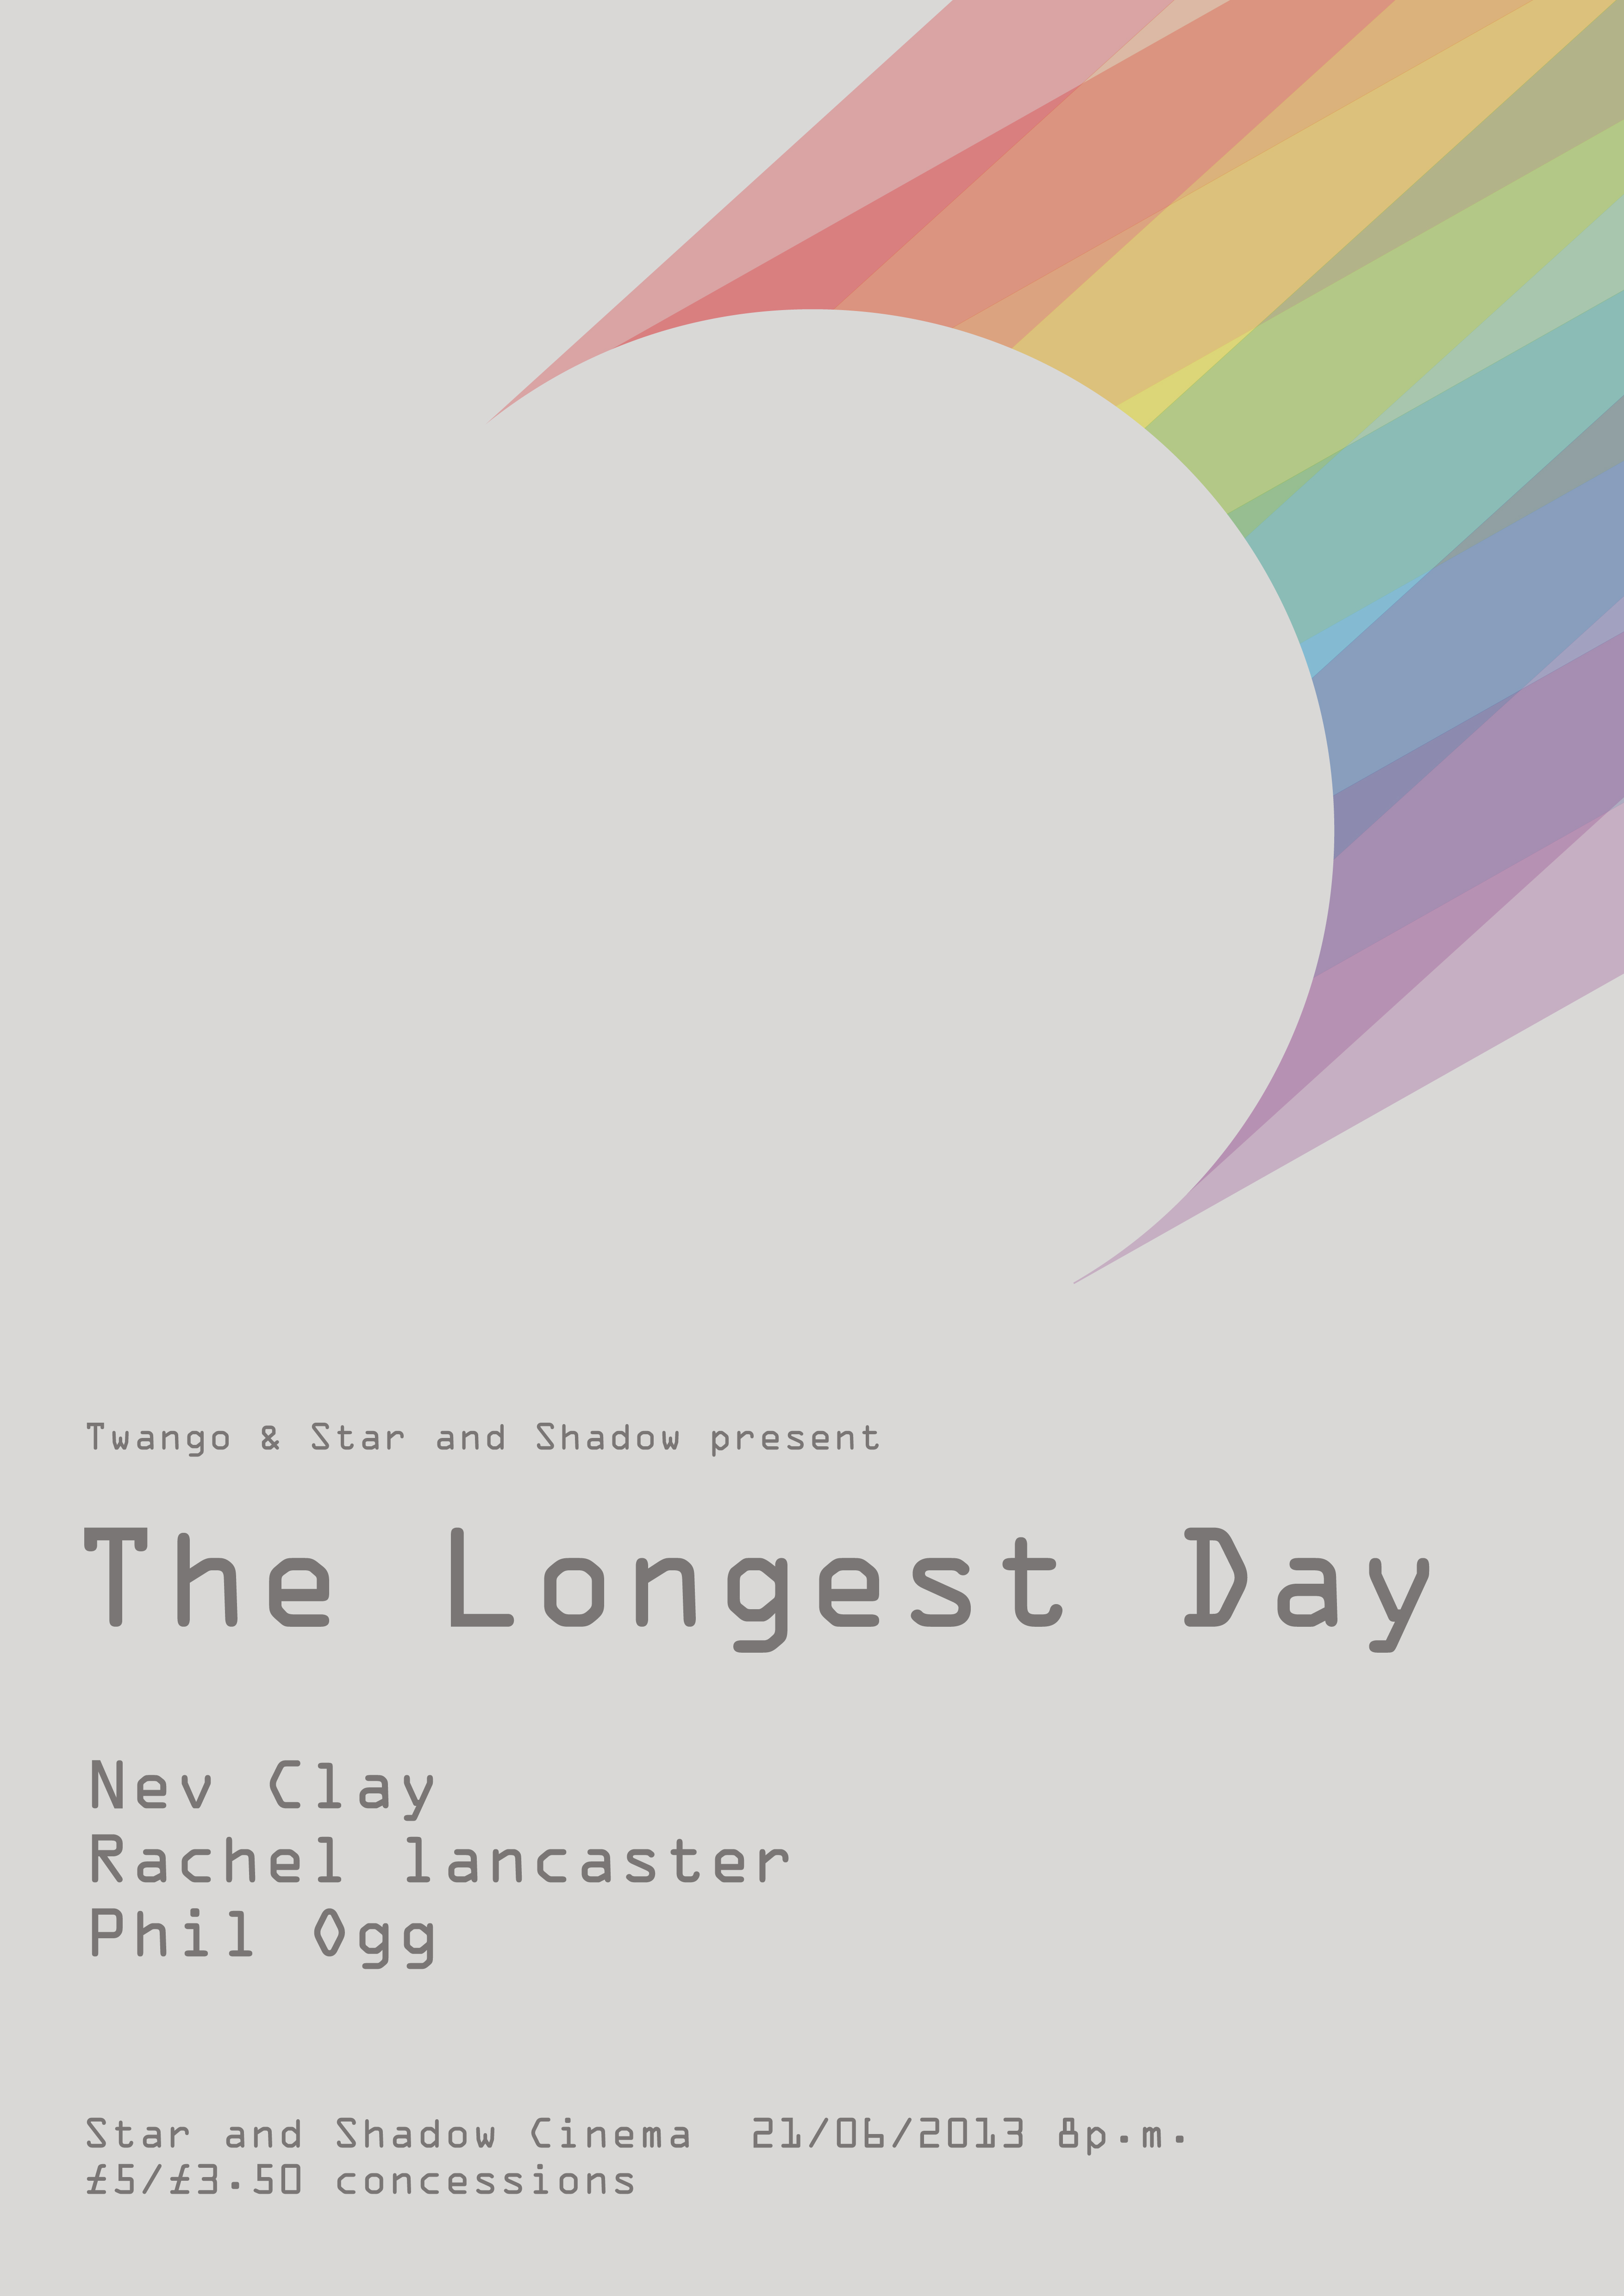 Twango & Star and Shadow present
The Longest Day
Nev Clay
Rachel lancaster
Phil Ogg
Star and Shadow Cinema 21/06/2013 8p.m.
£5/£3.50 concessions